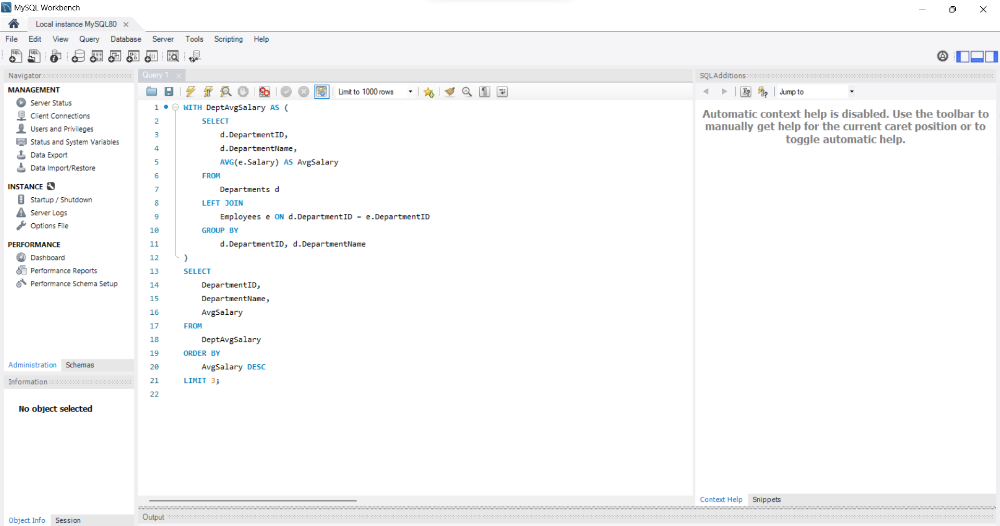 MySQL Workbench
Local instance MySQL80
File Edit View Query Database Server Tools Scripting Help
SQL SQL
Navigator
MANAGEMENT
Server Status
Client Connections
Users and Privileges
Status and System Variables
Data Export
Data Import/Restore
INSTANCE
Startup / Shutdown
Server Logs
Options File
PERFORMANCE
Dashboard
Performance Reports
Performance Schema Setup
Administration Schemas
Information
No object selected
Object Info Session
Query 1
Limit to 1000 rows
1 WITH DeptAvgSalary AS (
2 SELECT
3 d.DepartmentID,
4 d.DepartmentName,
5 AVG(e.Salary) AS AvgSalary
6 FROM
7 Departments d
8 LEFT JOIN
9 Employees e ON d.DepartmentID = e.DepartmentID
10 GROUP BY
11 d.DepartmentID, d.DepartmentName
12 )
13 SELECT
14 DepartmentID,
15 DepartmentName,
16 AvgSalary
17 FROM
18 DeptAvgSalary
19 ORDER BY
20 AvgSalary DESC
21 LIMIT 3;
22
Output
SQLAdditions
Jump to
Automatic context help is disabled. Use the toolbar to
manually get help for the current caret position or to
toggle automatic help.
Context Help Snippets